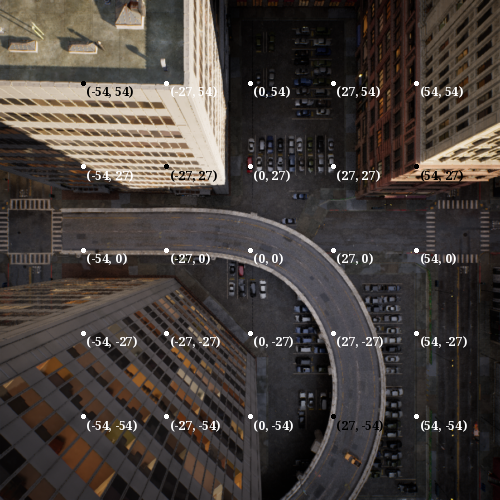 (-54, 54) (-27, 54) (0, 54) (27, 54) (54, 54)
(-54, 27) (-27, 27) (0, 27) (27, 27) (54, 27)
(-54, 0) (-27, 0) (0, 0) (27, 0) (54, 0)
(-54, -27) (-27, -27) (0, -27) (27, -27) (54, -27)
(-54, -54) (-27, -54) (0, -54) (27, -54) (54, -54)